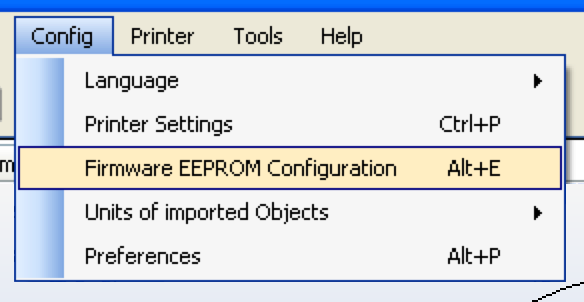 Config Printer Tools Help
Language
Printer Settings Ctrl+P
Firmware EEPROM Configuration Alt+E
Units of imported Objects
Preferences Alt+P